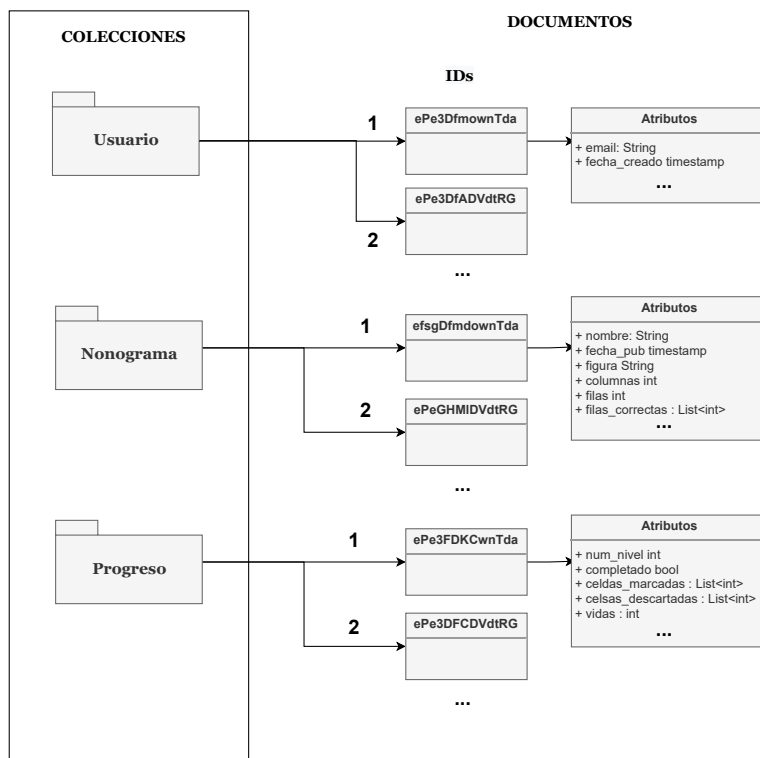 COLECCIONES
DOCUMENTOS
IDs
Usuario
1
ePe3DfmownTda
Atributos
+ email: String
+ fecha_creado timestamp
...
2
ePe3DfADVdtRG
...
Nonograma
1
efsgDfmdownTda
Atributos
+ nombre: String
+ fecha_pub timestamp
+ figura String
+ columnas int
+ filas int
+ filas_correctas : List<int>
...
2
ePeGHMIDVdtRG
...
Progreso
1
ePe3FDKCwnTda
Atributos
+ num_nivel int
+ completado bool
+ celdas_marcadas : List<int>
+ celsas_descartadas : List<int>
+ vidas : int
...
2
ePe3DFCDVdtRG
...